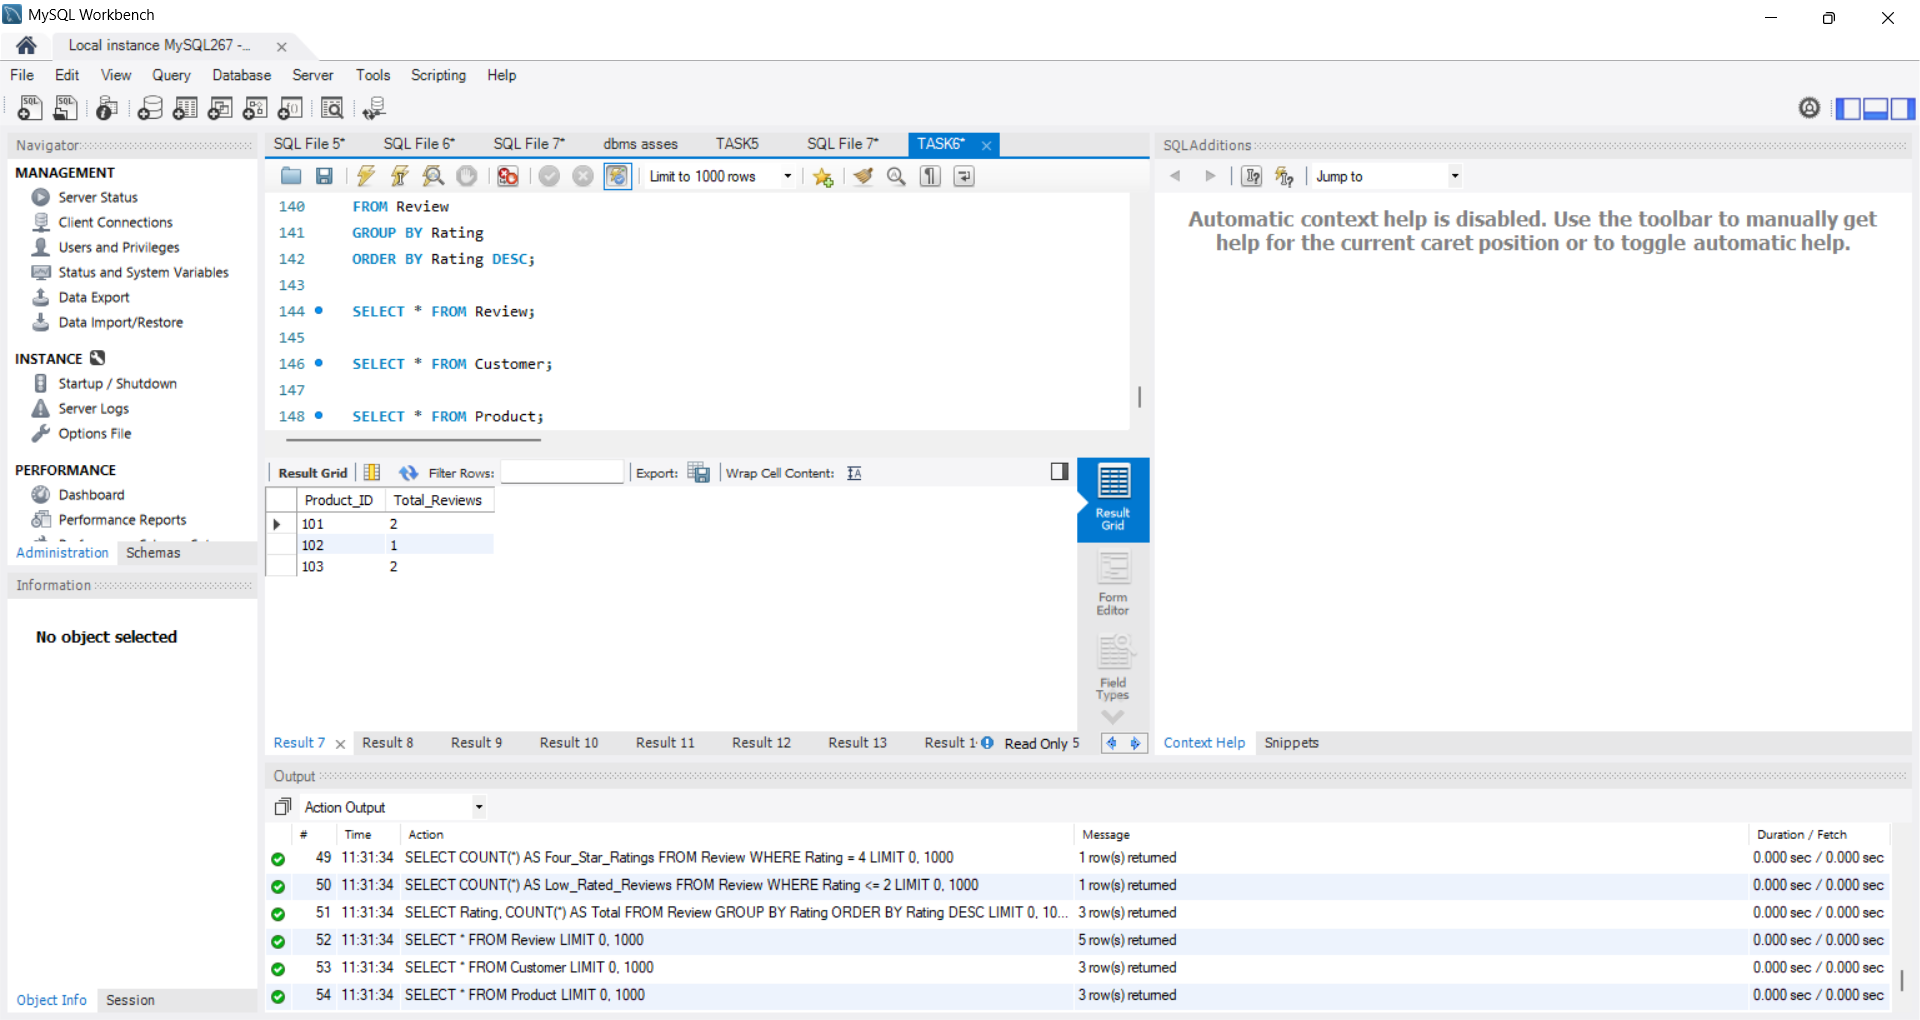 MySQL Workbench
Local instance MySQL267 -...
File Edit View Query Database Server Tools Scripting Help
Navigator
MANAGEMENT
Server Status
Client Connections
Users and Privileges
Status and System Variables
Data Export
Data Import/Restore
INSTANCE
Startup / Shutdown
Server Logs
Options File
PERFORMANCE
Dashboard
Performance Reports
Administration Schemas
Information
No object selected
Object Info Session
SQL File 5* SQL File 6* SQL File 7* dbms asses TASK5 SQL File 7* TASK6*
Limit to 1000 rows
140 FROM Review
141 GROUP BY Rating
142 ORDER BY Rating DESC;
143
144 SELECT * FROM Review;
145
146 SELECT * FROM Customer;
147
148 SELECT * FROM Product;
Result Grid Filter Rows: Export: Wrap Cell Content:
Product_ID Total_Reviews
101 2
102 1
103 2
Result Grid
Form Editor
Field Types
Result 7 Result 8 Result 9 Result 10 Result 11 Result 12 Result 13 Result 1 Read Only 5
SQLAdditions
Jump to
Automatic context help is disabled. Use the toolbar to manually get
help for the current caret position or to toggle automatic help.
Context Help Snippets
Output
Action Output
# Time Action Message Duration / Fetch
49 11:31:34 SELECT COUNT(*) AS Four_Star_Ratings FROM Review WHERE Rating = 4 LIMIT 0, 1000 1 row(s) returned 0.000 sec / 0.000 sec
50 11:31:34 SELECT COUNT(*) AS Low_Rated_Reviews FROM Review WHERE Rating <= 2 LIMIT 0, 1000 1 row(s) returned 0.000 sec / 0.000 sec
51 11:31:34 SELECT Rating, COUNT(*) AS Total FROM Review GROUP BY Rating ORDER BY Rating DESC LIMIT 0, 10... 3 row(s) returned 0.000 sec / 0.000 sec
52 11:31:34 SELECT * FROM Review LIMIT 0, 1000 5 row(s) returned 0.000 sec / 0.000 sec
53 11:31:34 SELECT * FROM Customer LIMIT 0, 1000 3 row(s) returned 0.000 sec / 0.000 sec
54 11:31:34 SELECT * FROM Product LIMIT 0, 1000 3 row(s) returned 0.000 sec / 0.000 sec